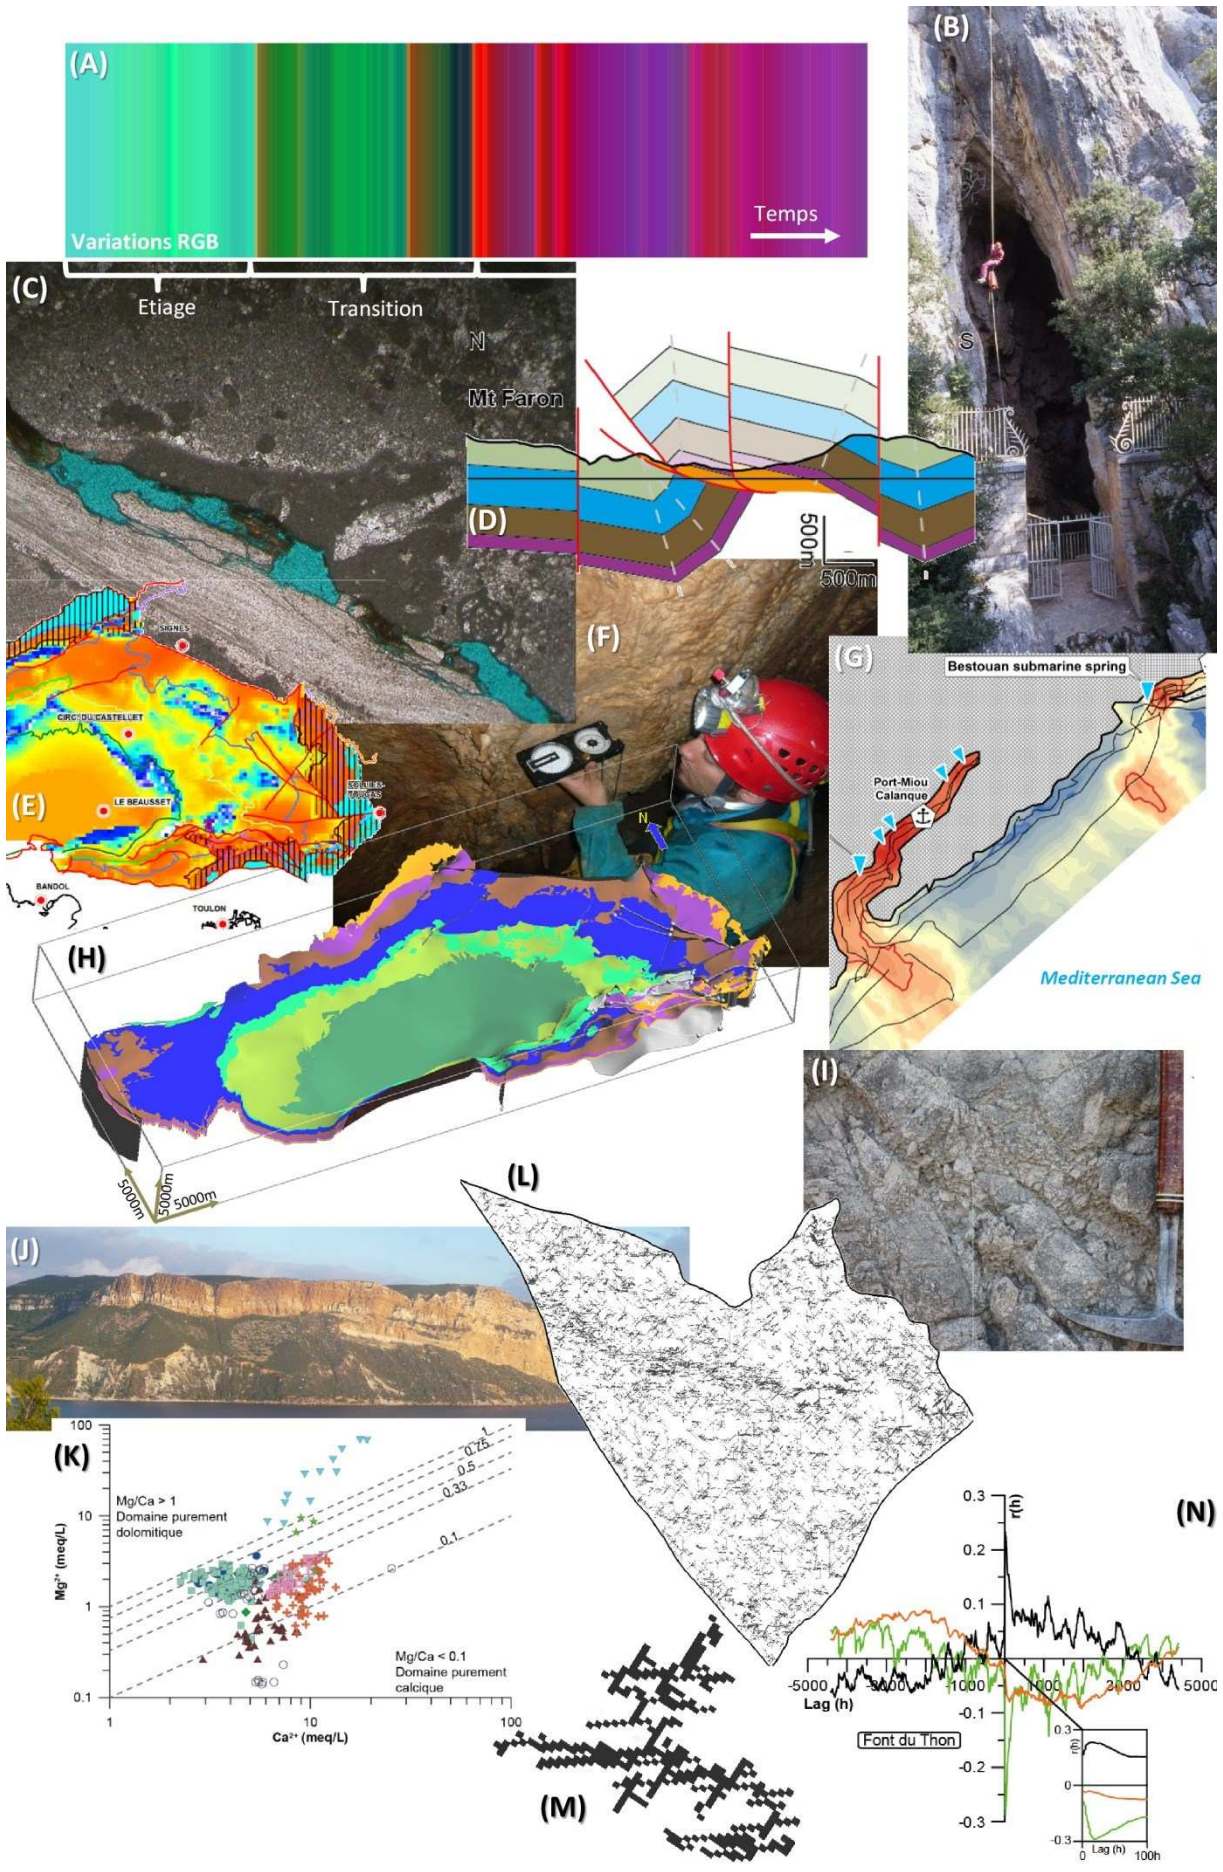 (A)
Variations RGB
Temps
(B)
(C)
Etiage
Transition
N
S
Mt Faron
(D)
500m
500m
(E)
SIGNES
CIRC. DU CASTELLET
LE BEAUSSET
BANDOL
TOULON
(F)
N
(G)
Bestouan submarine spring
Port-Miou
Calanque
Mediterranean Sea
(H)
5000m
5000m
5000m
(I)
(J)
(K)
100
10
1
0.1
Mg²⁺ (meq/L)
Mg/Ca > 1
Domaine purement
dolomitique
1
0.75
0.5
0.33
0.1
Mg/Ca < 0.1
Domaine purement
calcique
1
10
100
Ca²⁺ (meq/L)
(L)
(M)
(N)
0.3
r(h)
0.2
0.1
0
-5000
1000
3000
5000
Lag (h)
-0.1
-0.2
-0.3
Font du Thon
0.3
r(h)
0
-0.3
Lag (h)
0
100h